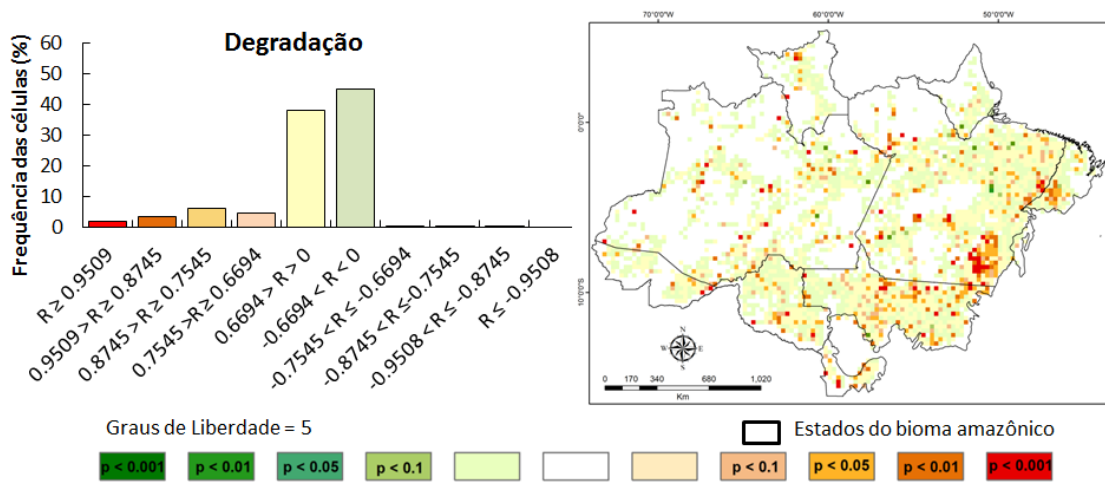 Degradação
Frequência das células (%)
60
50
40
30
20
10
0
R ≥ 0.9509
0.9509 > R ≥ 0.8745
0.8745 > R ≥ 0.7545
0.7545 >R ≥ 0.6694
0.6694 > R > 0
-0.6694 < R < 0
-0.7545 < R ≤ -0.6694
-0.8745 < R ≤ -0.7545
-0.9508 < R ≤ -0.8745
R ≤ -0.9508
70°0'0"W 60°0'0"W 50°0'0"W
0°0'0"
10°0'0"S
N
W E
S
0 170 340 680 1,020
Km
Graus de Liberdade = 5
Estados do bioma amazônico
p < 0.001 p < 0.01 p < 0.05 p < 0.1 p < 0.1 p < 0.05 p < 0.01 p < 0.001